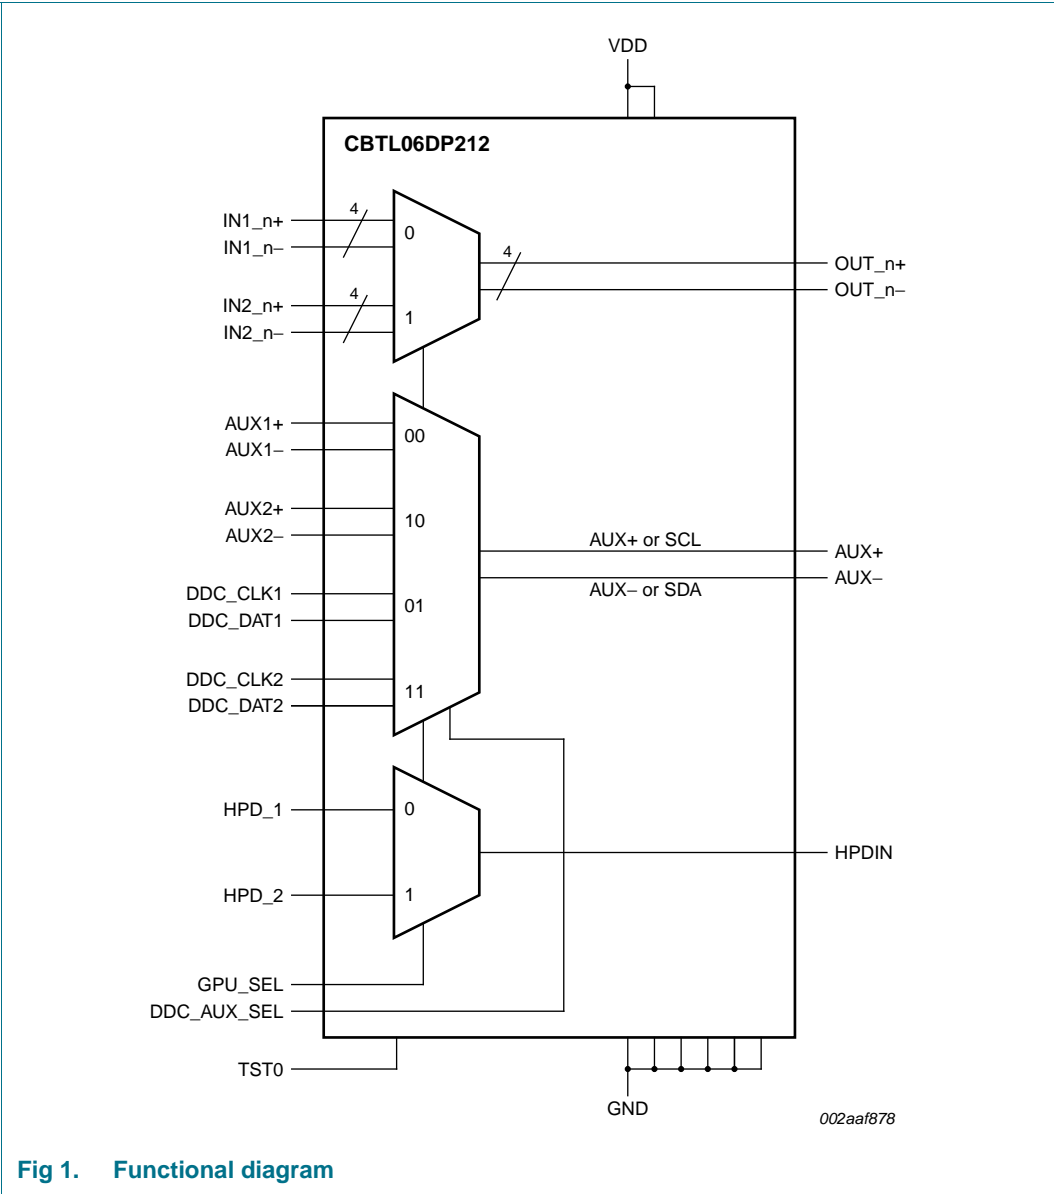 VDD
CBTL06DP212
IN1_n+
4
0
IN1_n−
4
OUT_n+
OUT_n−
IN2_n+
4
1
IN2_n−
AUX1+
00
AUX1−
AUX2+
10
AUX2−
AUX+ or SCL
AUX+
AUX− or SDA
AUX−
DDC_CLK1
01
DDC_DAT1
DDC_CLK2
11
DDC_DAT2
HPD_1
0
HPDIN
HPD_2
1
GPU_SEL
DDC_AUX_SEL
TST0
GND
002aaf878
Fig 1. Functional diagram